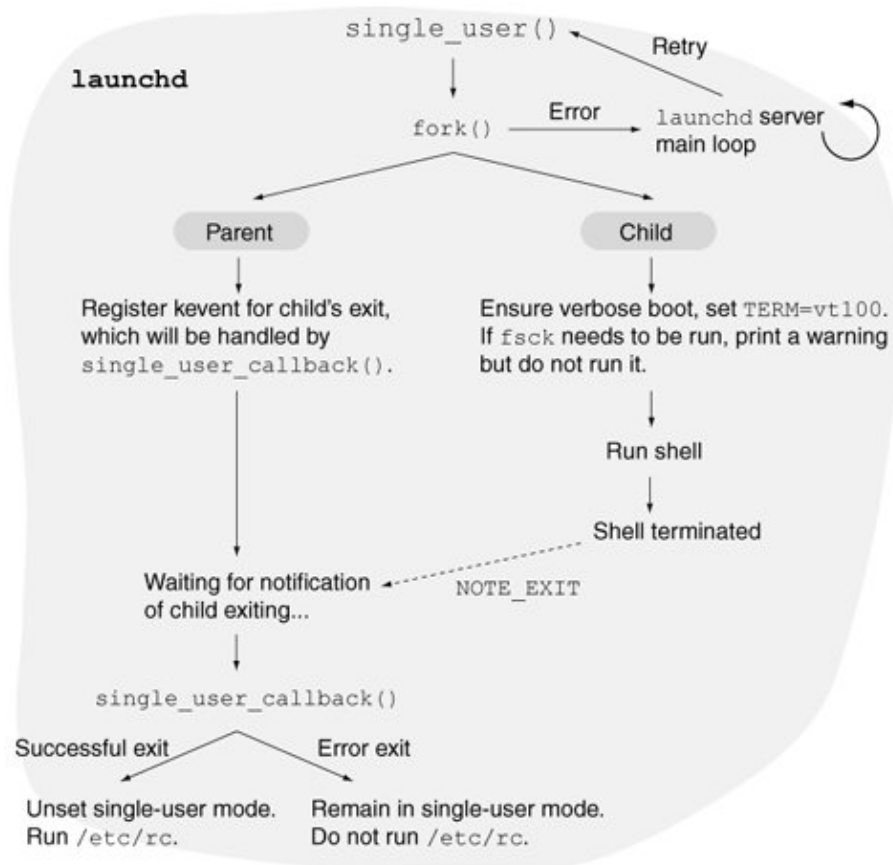 single_user()
Retry
launchd
fork()
Error
launchd server
main loop
Parent
Child
Register kevent for child's exit,
which will be handled by
single_user_callback().
Ensure verbose boot, set TERM=vt100.
If fsck needs to be run, print a warning
but do not run it.
Run shell
Shell terminated
Waiting for notification
of child exiting...
NOTE_EXIT
single_user_callback()
Successful exit
Error exit
Unset single-user mode.
Run /etc/rc.
Remain in single-user mode.
Do not run /etc/rc.